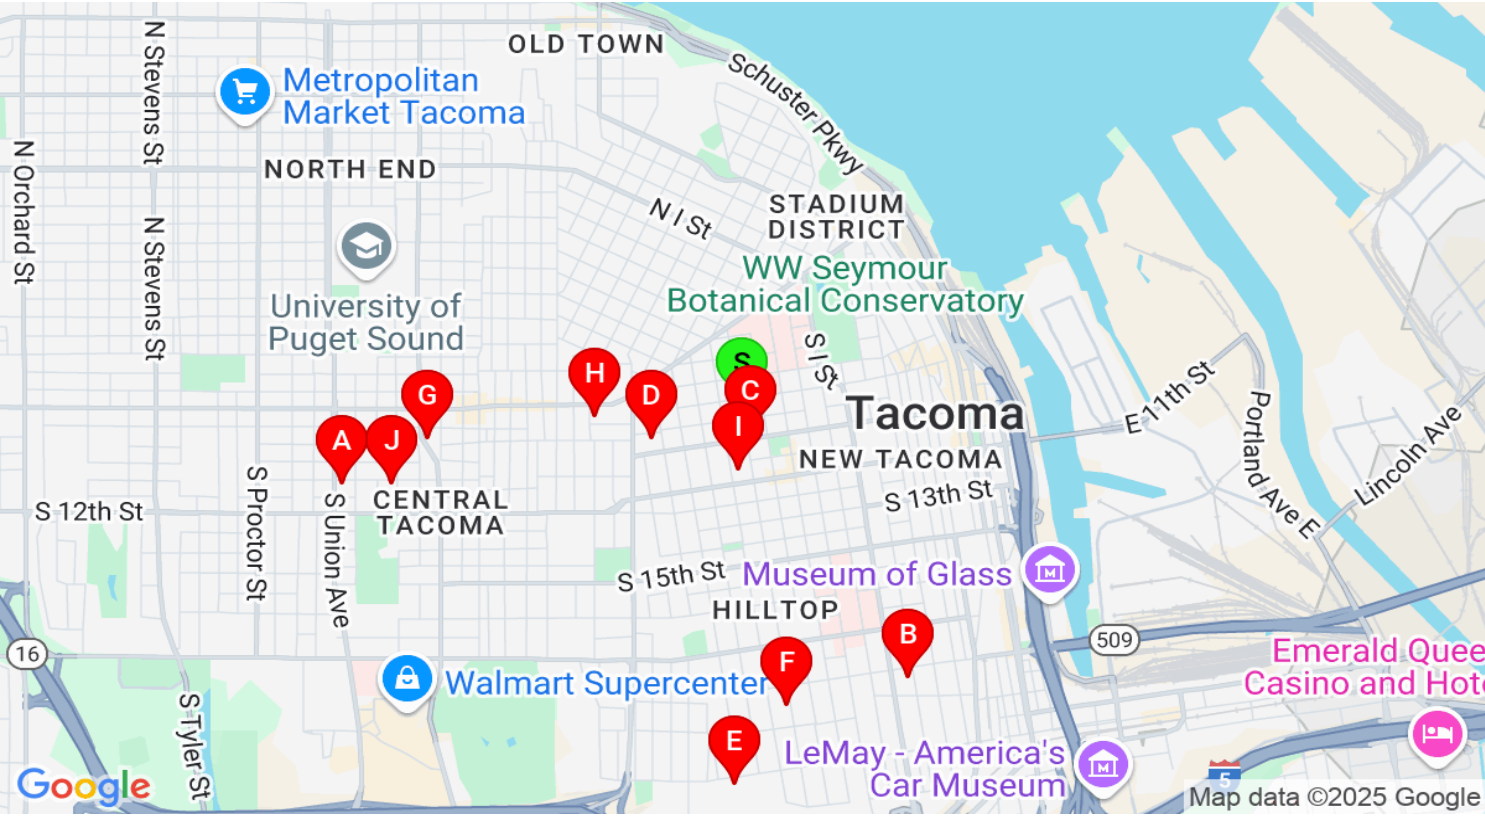 OLD TOWN
N Stevens St
Schuster Pkwy
Metropolitan
Market Tacoma
N Orchard St
NORTH END
N I St
STADIUM
DISTRICT
N Stevens St
WW Seymour
Botanical Conservatory
University of
Puget Sound
S
S I St
H
C
D
G
E 11th St
Tacoma
I
A
J
Portland Ave E
Lincoln Ave
NEW TACOMA
CENTRAL
TACOMA
S 12th St
S Proctor St
S Union Ave
S 13th St
S 15th St
Museum of Glass
HILLTOP
B
509
16
F
Emerald Quee
Casino and Hote
Walmart Supercenter
S Tyler St
E
LeMay - America's
Car Museum
5
Google
Map data ©2025 Google